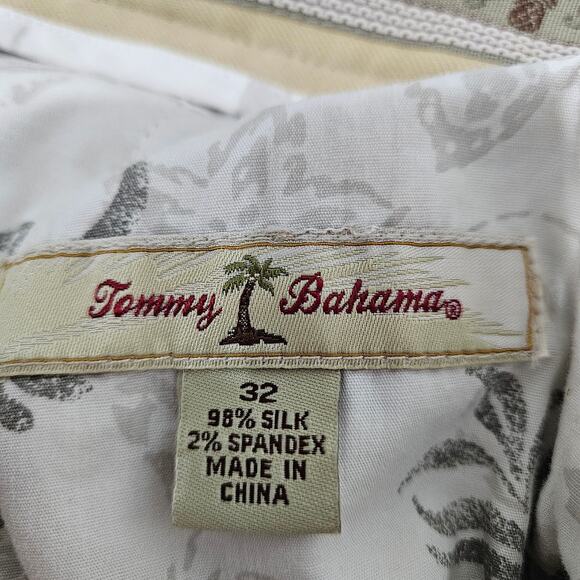 Tommy Bahama®
32
98% SILK
2% SPANDEX
MADE IN
CHINA